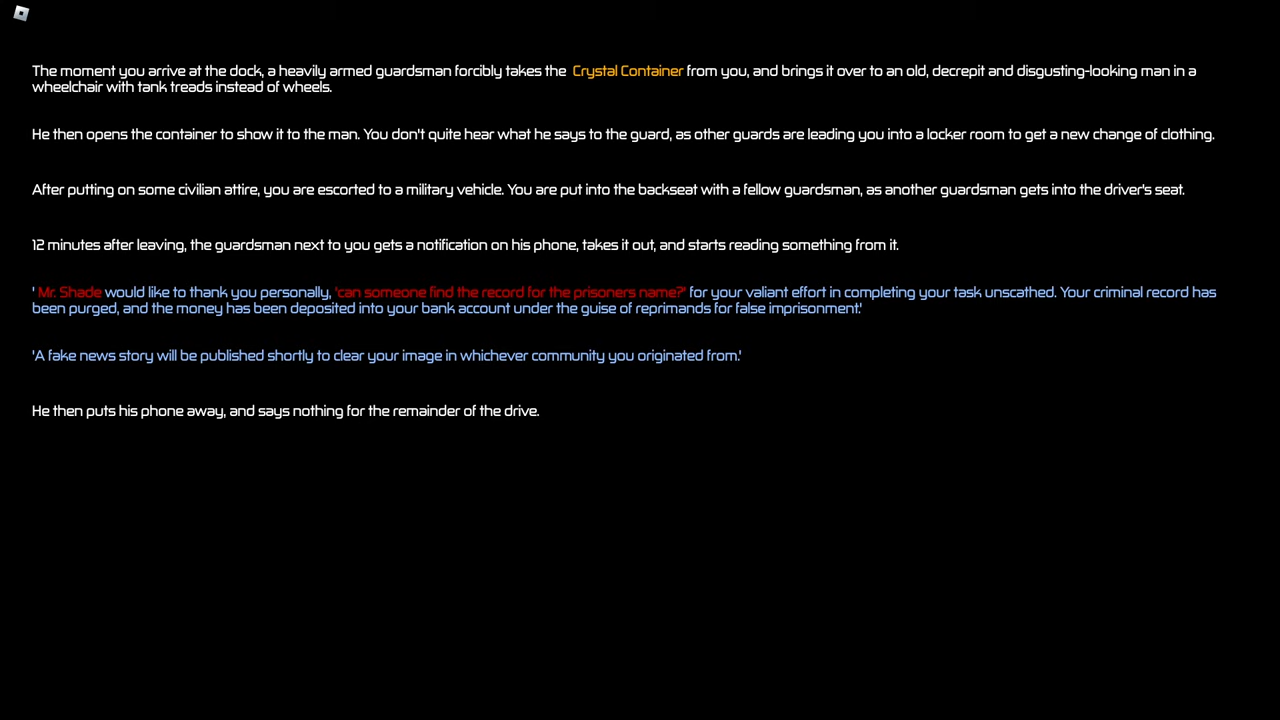 The moment you arrive at the dock, a heavily armed guardsman forcibly takes the Crystal Container from you, and brings it over to an old, decrepit and disgusting-looking man in a
wheelchair with tank treads instead of wheels.
He then opens the container to show it to the man. You don't quite hear what he says to the guard, as other guards are leading you into a locker room to get a new change of clothing.
After putting on some civilian attire, you are escorted to a military vehicle. You are put into the backseat with a fellow guardsman, as another guardsman gets into the driver's seat.
12 minutes after leaving, the guardsman next to you gets a notification on his phone, takes it out, and starts reading something from it.
' Mr. Shade would like to thank you personally, 'can someone find the record for the prisoners name?' for your valiant effort in completing your task unscathed. Your criminal record has
been purged, and the money has been deposited into your bank account under the guise of reprimands for false imprisonment.'
'A fake news story will be published shortly to clear your image in whichever community you originated from.'
He then puts his phone away, and says nothing for the remainder of the drive.